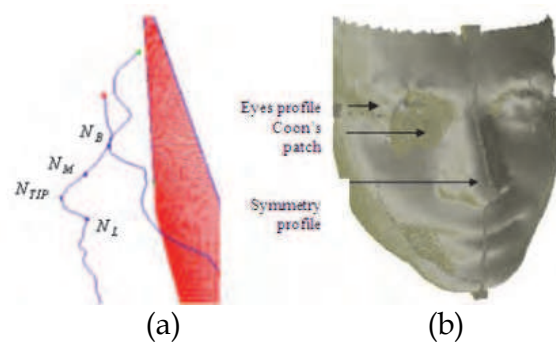 N_B
N_M
N_TIP
N_L
Eyes profile
Coon's
patch
Symmetry
profile
(a)
(b)